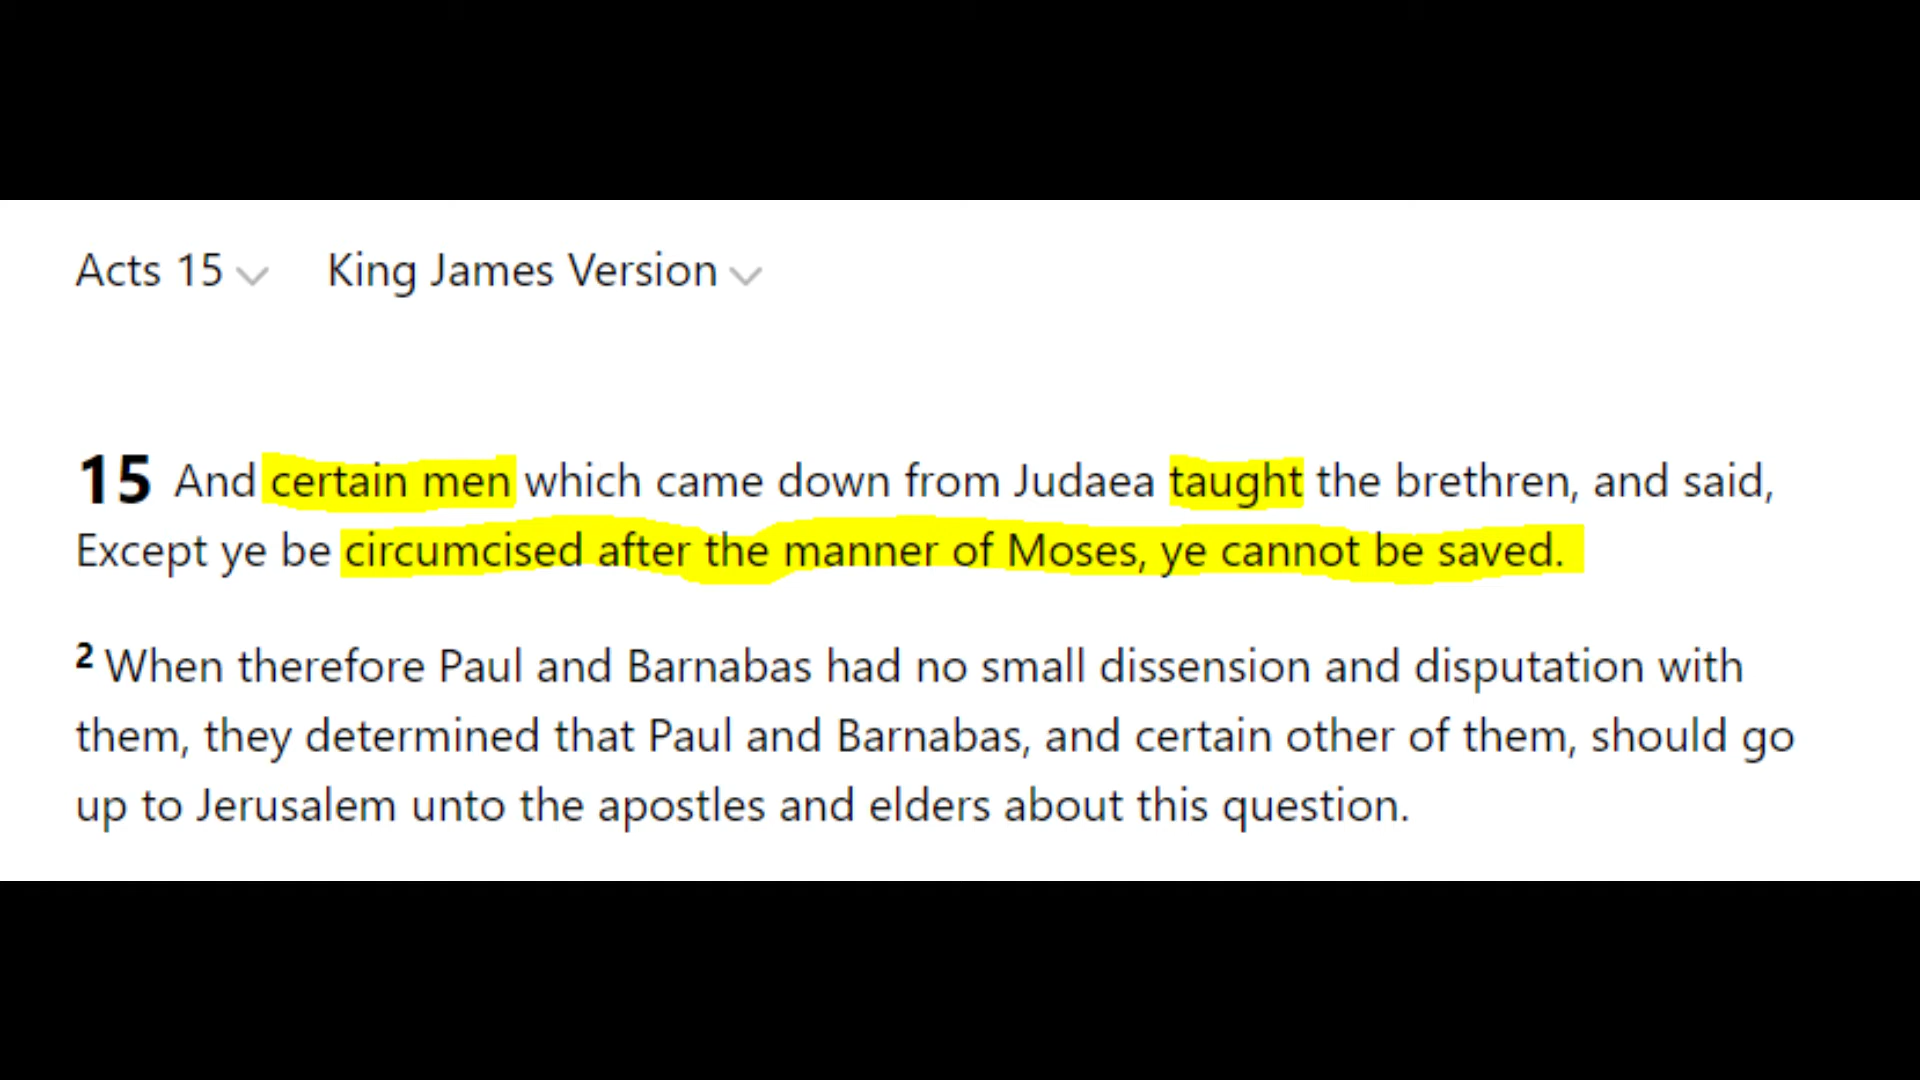 Acts 15 King James Version
15 And certain men which came down from Judaea taught the brethren, and said,
Except ye be circumcised after the manner of Moses, ye cannot be saved.
2 When therefore Paul and Barnabas had no small dissension and disputation with
them, they determined that Paul and Barnabas, and certain other of them, should go
up to Jerusalem unto the apostles and elders about this question.